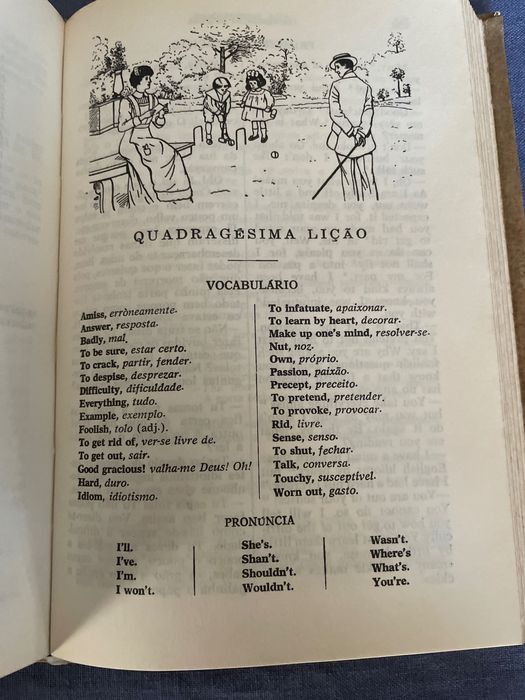 QUADRAGÉSIMA LIÇÃO
VOCABULÁRIO
Amiss, erròneamente.
Answer, resposta.
Badly, mal.
To be sure, estar certo.
To crack, partir, fender.
To despise, desprezar.
Difficulty, dificuldade.
Everything, tudo.
Example, exemplo.
Foolish, tolo (adj.).
To get rid of, ver-se livre de.
To get out, sair.
Good gracious! valha-me Deus! Oh!
Hard, duro.
Idiom, idiotismo.
To infatuate, apaixonar.
To learn by heart, decorar.
Make up one's mind, resolver-se.
Nut, noz.
Own, próprio.
Passion, paixão.
Precept, preceito.
To pretend, pretender.
To provoke, provocar.
Rid, livre.
Sense, senso.
To shut, fechar.
Talk, conversa.
Touchy, susceptível.
Worn out, gasto.
PRONÚNCIA
I'll.
I've.
I'm.
I won't.
She's.
Shan't.
Shouldn't.
Wouldn't.
Wasn't.
Where's
What's.
You're.